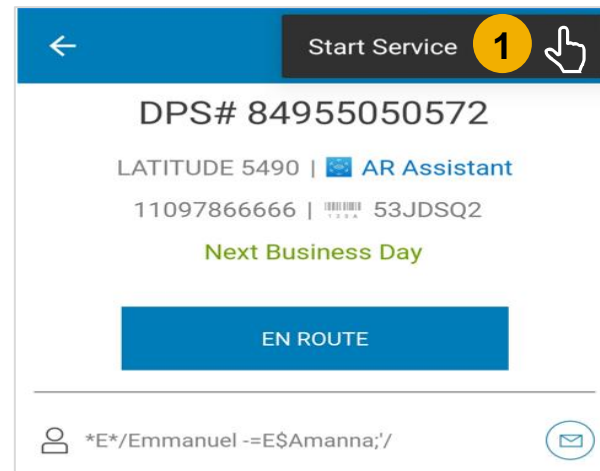 Start Service 1
DPS# 84955050572
LATITUDE 5490 | AR Assistant
11097866666 | 53JDSQ2
Next Business Day
EN ROUTE
*E*/Emmanuel -=E$Amanna;'/